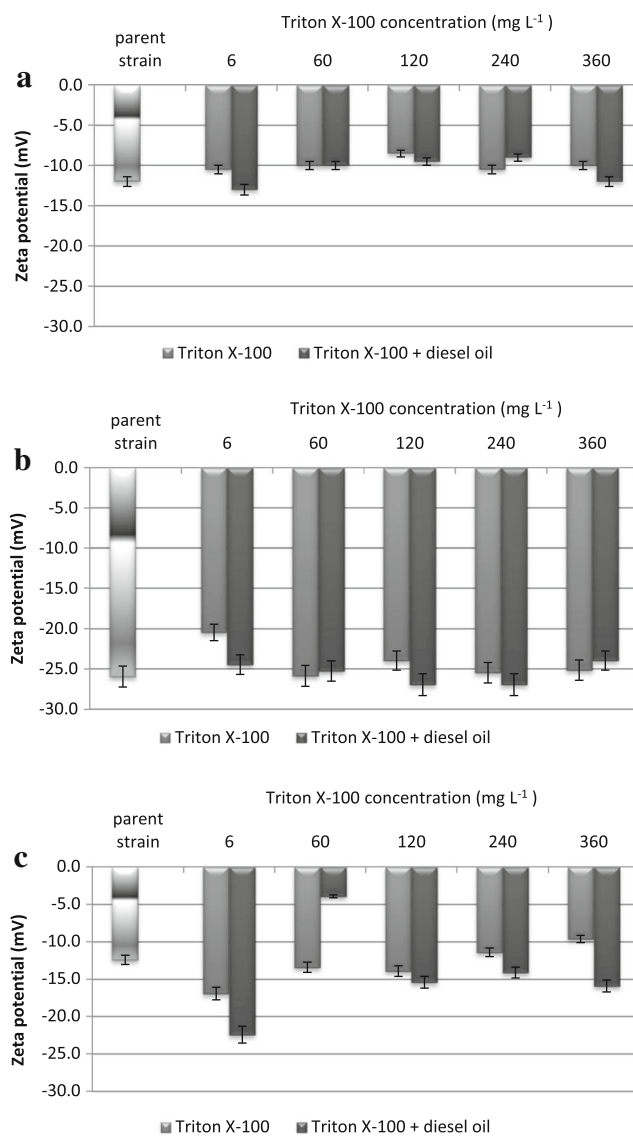 Triton X-100 concentration (mg L-1 )
parent
strain 6 60 120 240 360
a
0.0
-5.0
-10.0
-15.0
-20.0
-25.0
-30.0
Zeta potential (mV)
Triton X-100 Triton X-100 + diesel oil
Triton X-100 concentration (mg L-1 )
parent
strain 6 60 120 240 360
b
0.0
-5.0
-10.0
-15.0
-20.0
-25.0
-30.0
Zeta potential (mV)
Triton X-100 Triton X-100 + diesel oil
Triton X-100 concentration (mg L-1 )
parent
strain 6 60 120 240 360
c
0.0
-5.0
-10.0
-15.0
-20.0
-25.0
-30.0
Zeta potential (mV)
Triton X-100 Triton X-100 + diesel oil